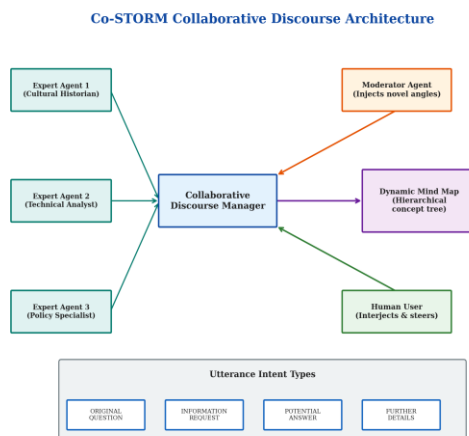 Co-STORM Collaborative Discourse Architecture
Expert Agent 1
(Cultural Historian)
Moderator Agent
(Injects novel angles)
Expert Agent 2
(Technical Analyst)
Collaborative
Discourse Manager
Dynamic Mind Map
(Hierarchical
concept tree)
Expert Agent 3
(Policy Specialist)
Human User
(Interjects & steers)
Utterance Intent Types
ORIGINAL
QUESTION
INFORMATION
REQUEST
POTENTIAL
ANSWER
FURTHER
DETAILS